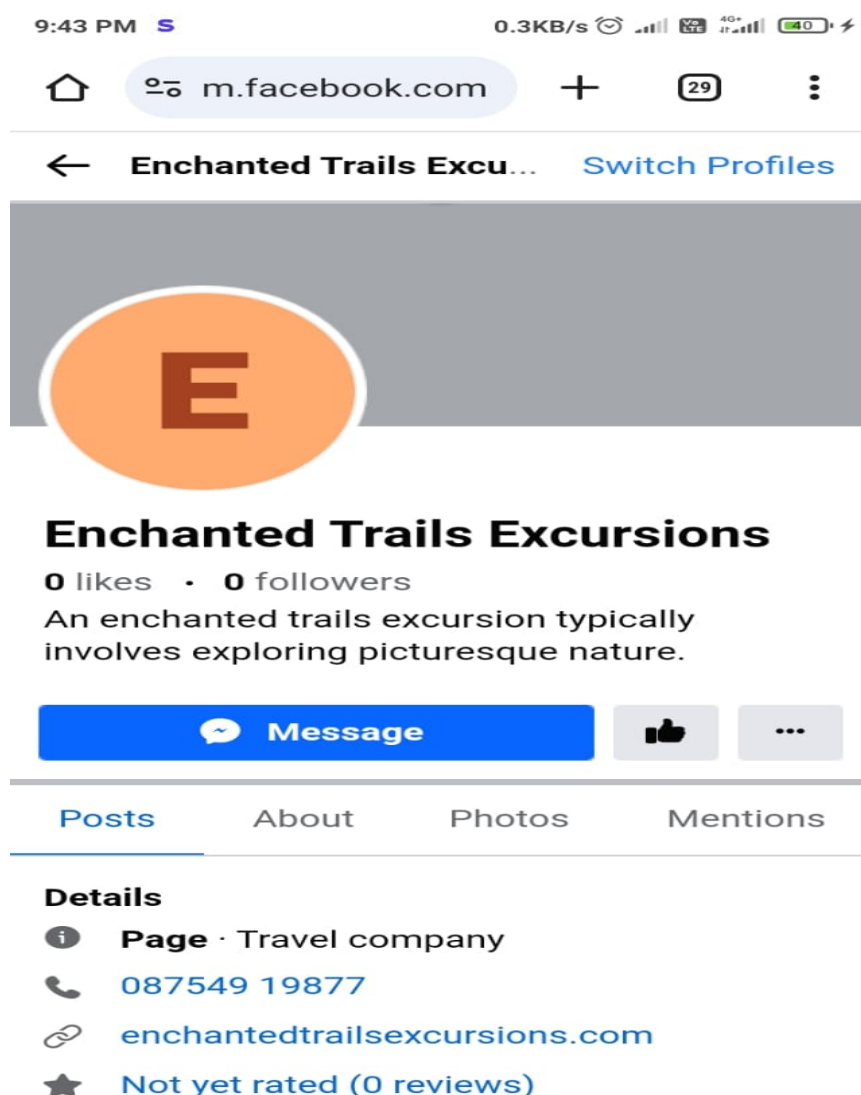 9:43 PM S 0.3KB/s Vo LTE 4G+ 40
m.facebook.com 29
Enchanted Trails Excu... Switch Profiles
E
Enchanted Trails Excursions
0 likes · 0 followers
An enchanted trails excursion typically
involves exploring picturesque nature.
Message
Posts About Photos Mentions
Details
Page · Travel company
087549 19877
enchantedtrailsexcursions.com
Not yet rated (0 reviews)